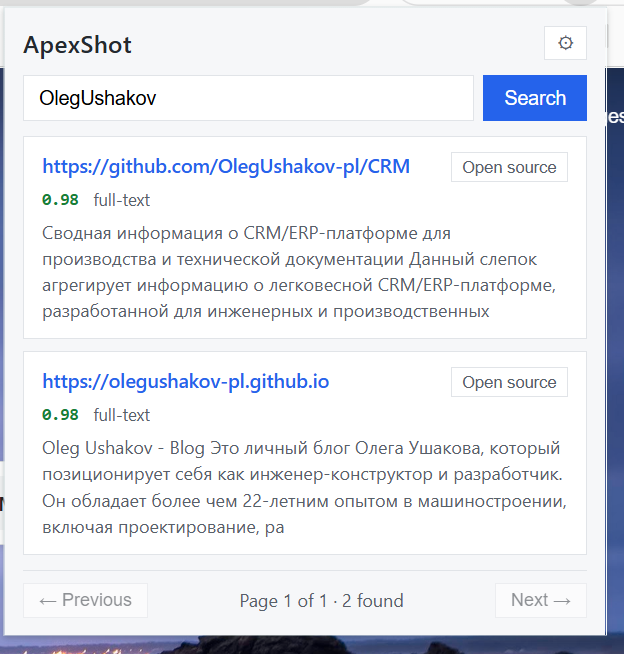 ApexShot
OlegUshakov
Search
https://github.com/OlegUshakov-pl/CRM
Open source
0.98 full-text
Сводная информация о CRM/ERP-платформе для
производства и технической документации Данный слепок
агрегирует информацию о легковесной CRM/ERP-платформе,
разработанной для инженерных и производственных
https://olegushakov-pl.github.io
Open source
0.98 full-text
Oleg Ushakov - Blog Это личный блог Олега Ушакова, который
позиционирует себя как инженер-конструктор и разработчик.
Он обладает более чем 22-летним опытом в машиностроении,
включая проектирование, ра
← Previous
Page 1 of 1 · 2 found
Next →